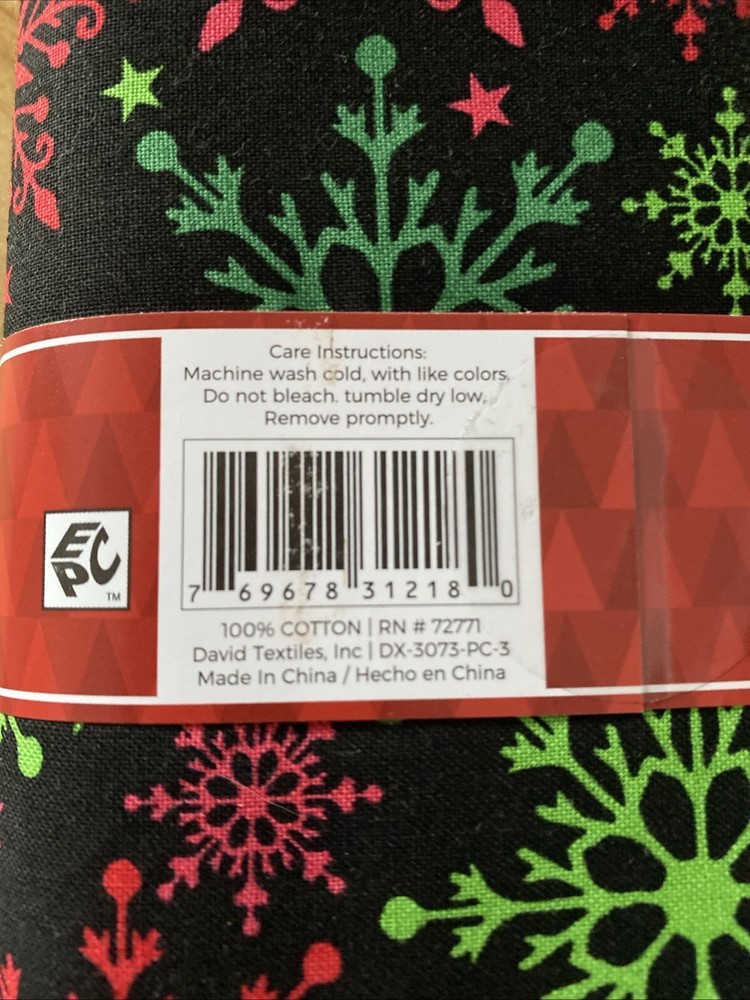 Care Instructions:
Machine wash cold, with like colors.
Do not bleach. tumble dry low.
Remove promptly.
7 69678 31218 0
EPC
TM
100% COTTON | RN # 72771
David Textiles, Inc | DX-3073-PC-3
Made In China / Hecho en China